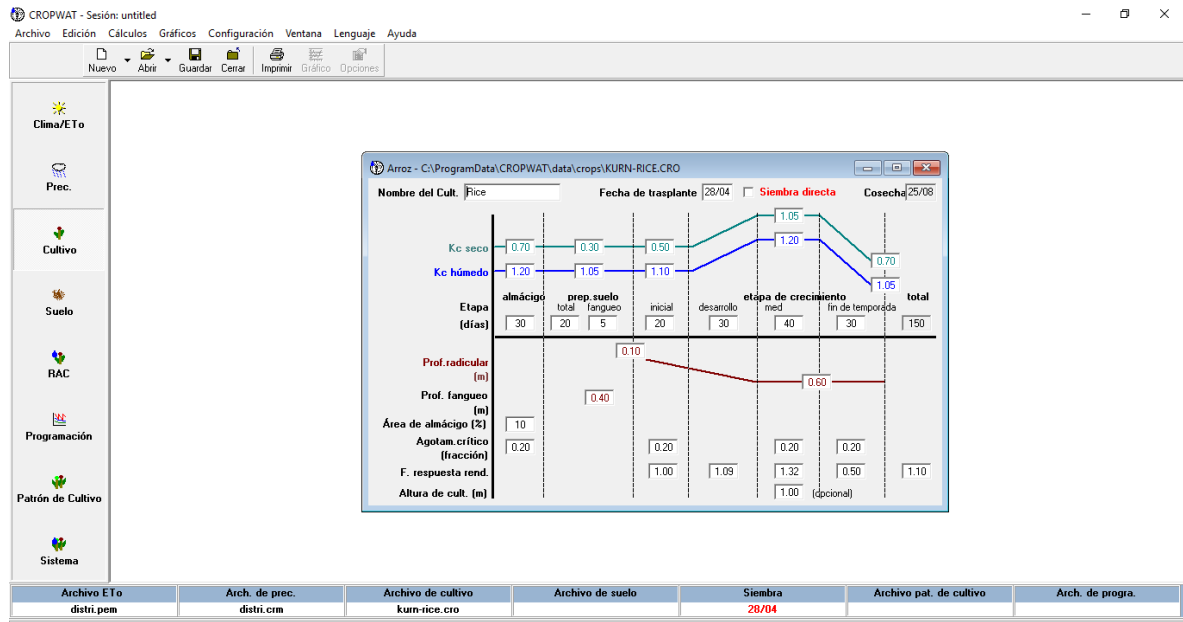 CROPWAT - Sesión: untitled
Archivo Edición Cálculos Gráficos Configuración Ventana Lenguaje Ayuda
Nuevo Abrir Guardar Cerrar Imprimir Gráfico Opciones
Clima/ETo
Prec.
Cultivo
Suelo
RAC
Programación
Patrón de Cultivo
Sistema
Arroz - C:\ProgramData\CROPWAT\data\crops\KURN-RICE.CRO
Nombre del Cult. Rice Fecha de trasplante 28/04 Siembra directa Cosecha 25/08
1.05
Kc seco 0.70 0.30 0.50
1.20
0.70
Kc húmedo 1.20 1.05 1.10
1.05
almácigo prep.suelo etapa de crecimiento total
Etapa total fangueo inicial desarrollo med fin de temporada
(días) 30 20 5 20 30 40 30 150
0.10
Prof.radicular
(m) 0.60
Prof. fangueo 0.40
(m)
Área de almácigo (%) 10
Agotam.crítico 0.20 0.20 0.20 0.20
(fracción)
F. respuesta rend. 1.00 1.09 1.32 0.50 1.10
Altura de cult. (m) 1.00 (opcional)
Archivo ETo Arch. de prec. Archivo de cultivo Archivo de suelo Siembra Archivo pat. de cultivo Arch. de progra.
distri.pem distri.crm kurn-rice.cro 28/04